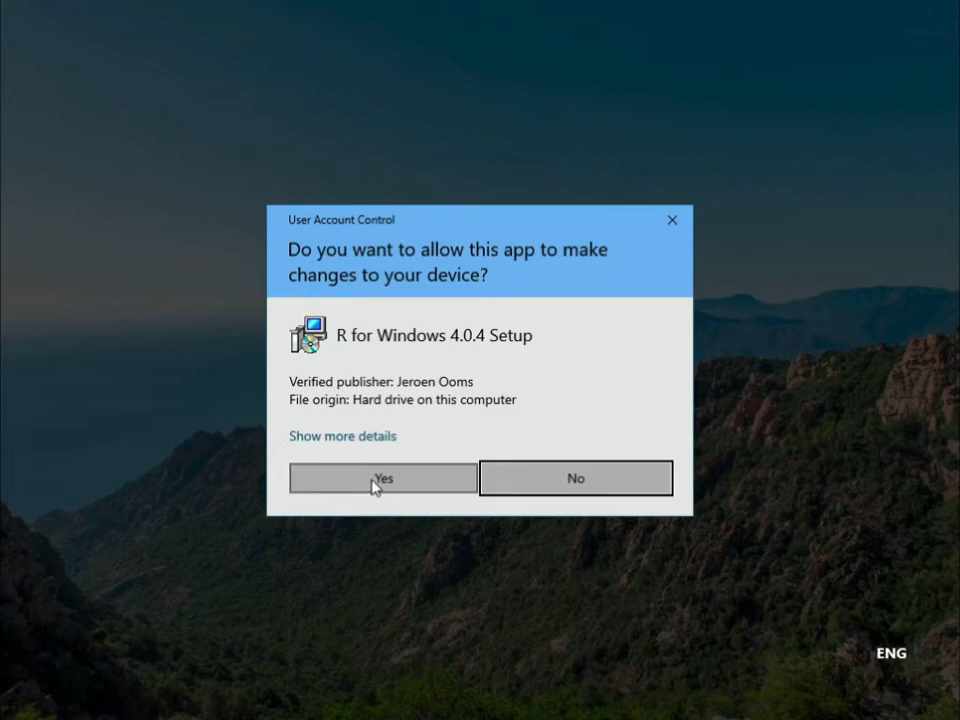 User Account Control
Do you want to allow this app to make
changes to your device?
R for Windows 4.0.4 Setup
Verified publisher: Jeroen Ooms
File origin: Hard drive on this computer
Show more details
Yes
No
ENG